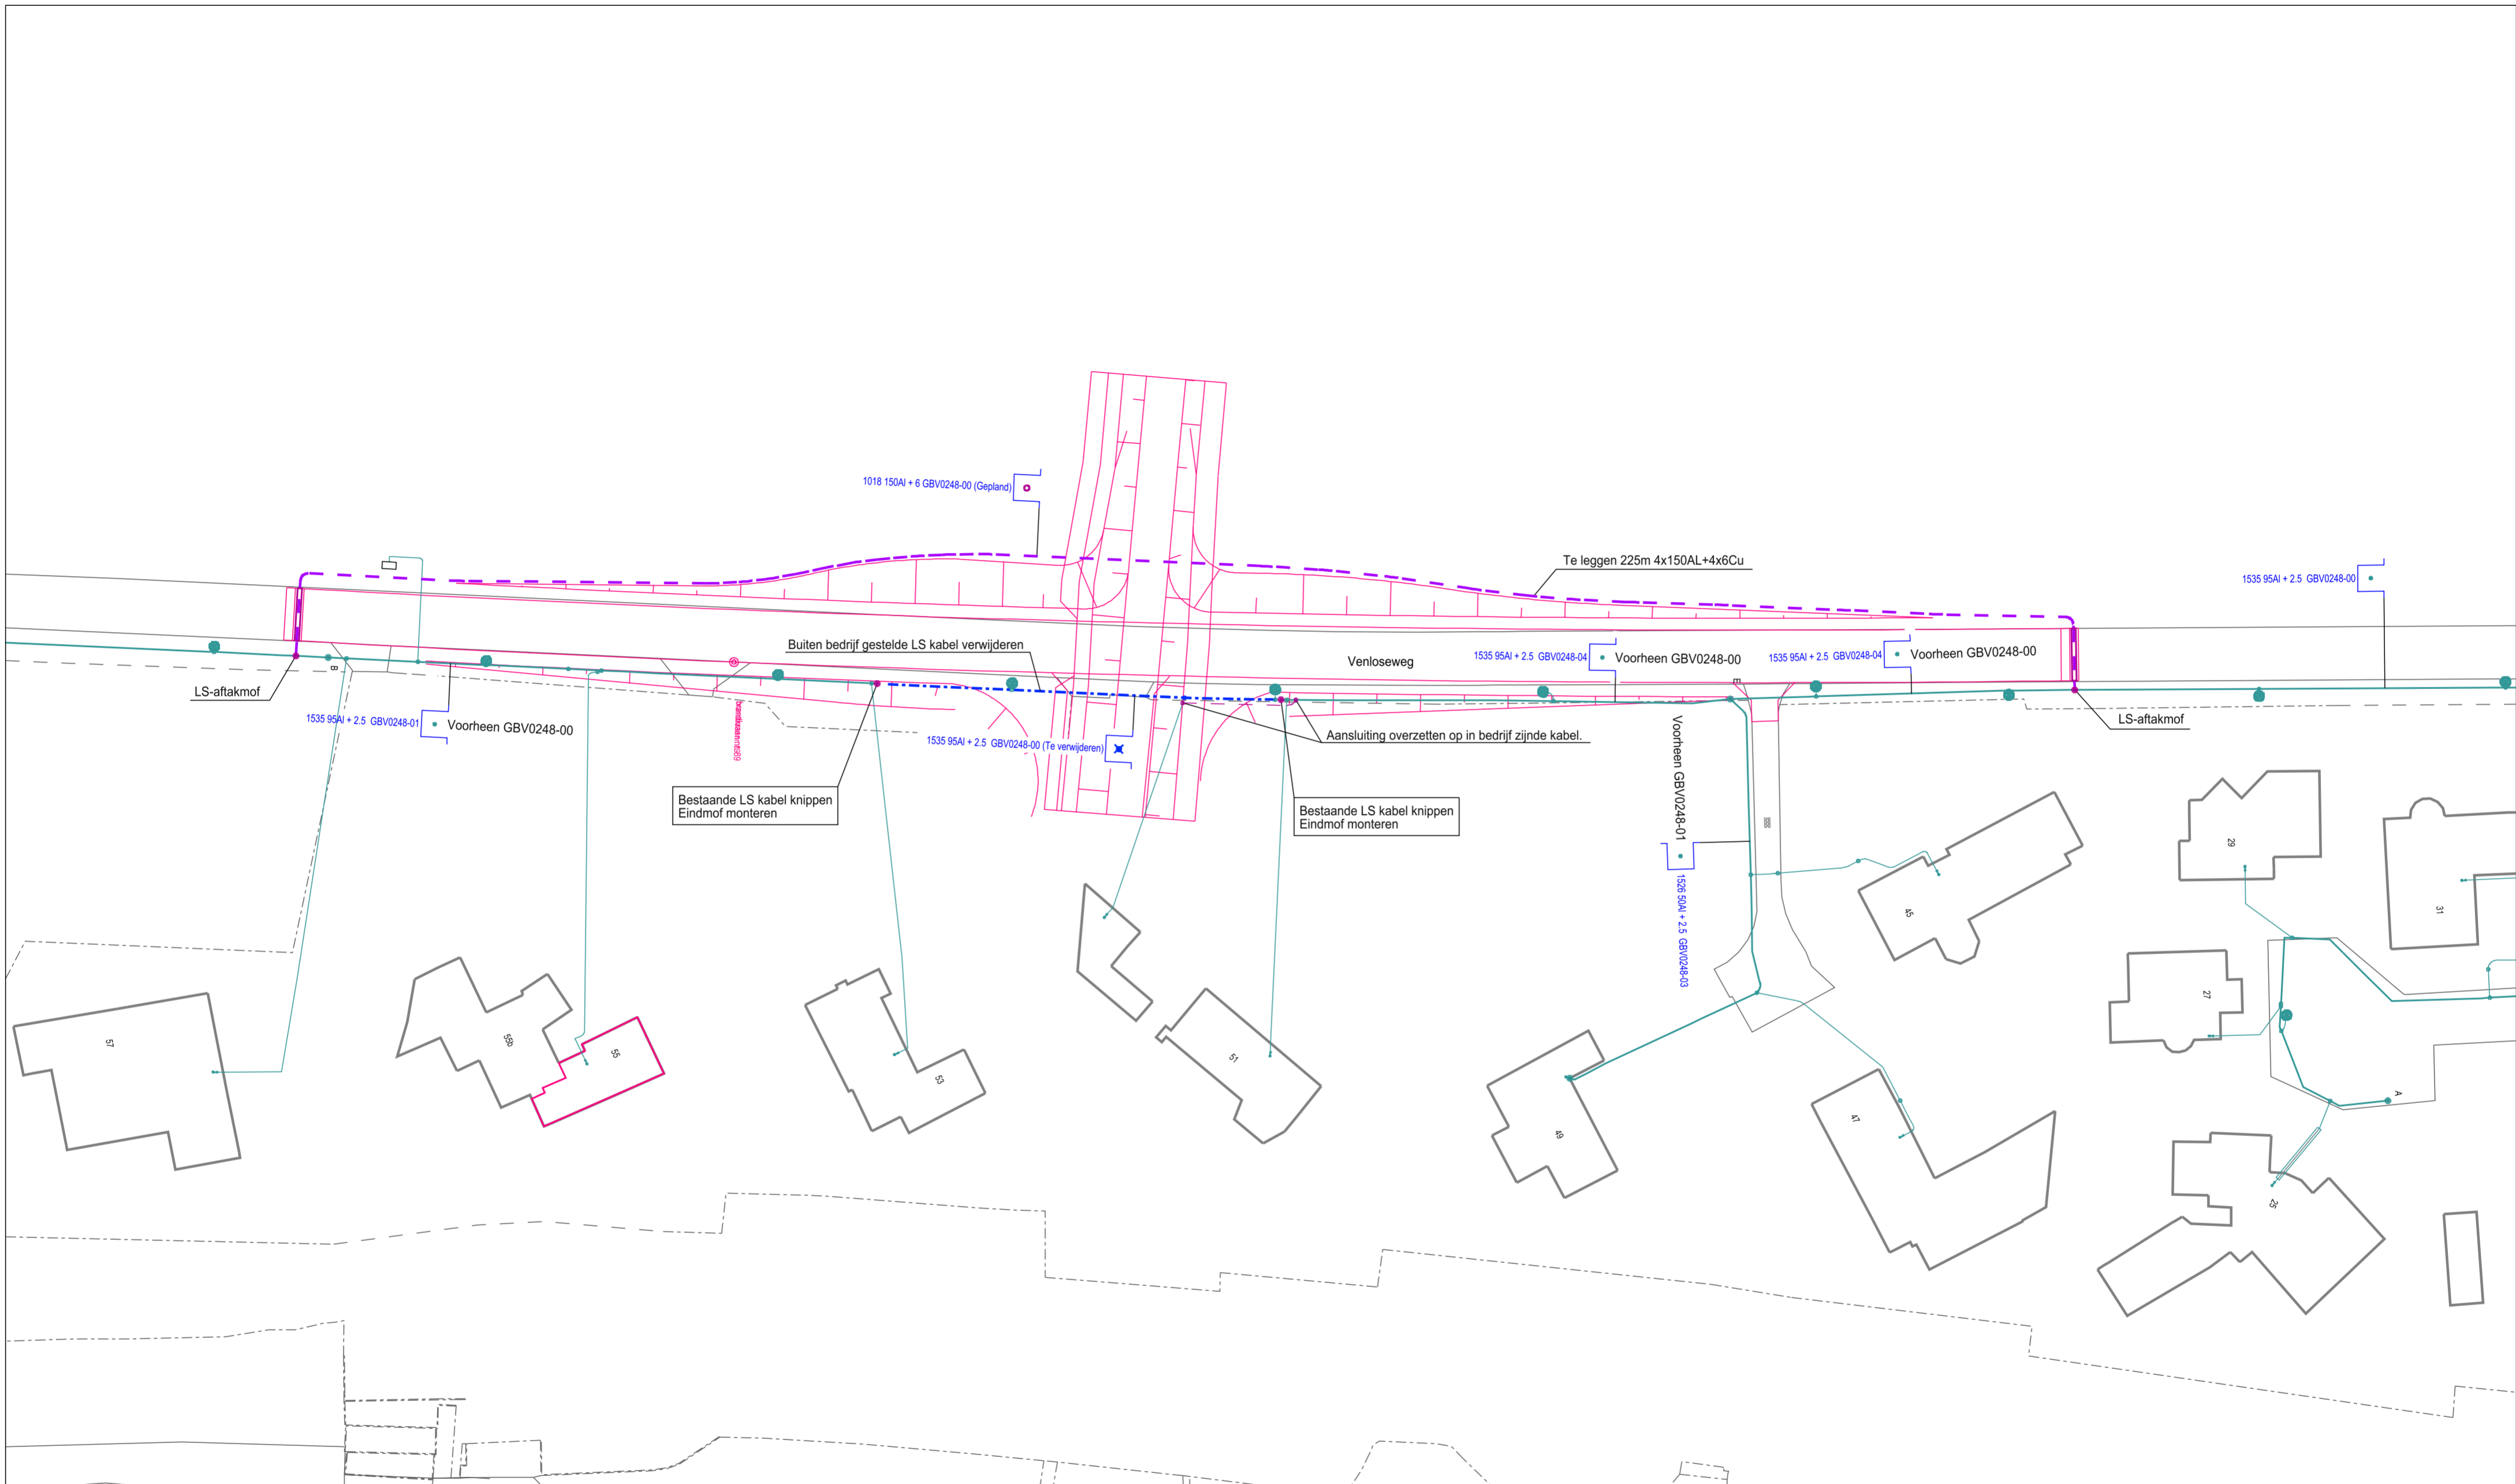 1018 150Al + 6 GBV0248-00 (Gepland)
Te leggen 225m 4x150AL+4x6Cu
1535 95Al + 2.5 GBV0248-00
Buiten bedrijf gestelde LS kabel verwijderen
Venloseweg
1535 95Al + 2.5 GBV0248-04
Voorheen GBV0248-00
1535 95Al + 2.5 GBV0248-04
Voorheen GBV0248-00
B
E
LS-aftakmof
LS-aftakmof
1535 95Al + 2.5 GBV0248-01
Voorheen GBV0248-00
1535 95Al + 2.5 GBV0248-00 (Te verwijderen)
Aansluiting overzetten op in bedrijf zijnde kabel.
Voorheen GBV0248-01
1526 50Al + 2.5 GBV0248-03
Bestaande LS kabel knippen
Eindmof monteren
Bestaande LS kabel knippen
Eindmof monteren
29
31
45
27
57
55b
55
53
51
49
47
A
25